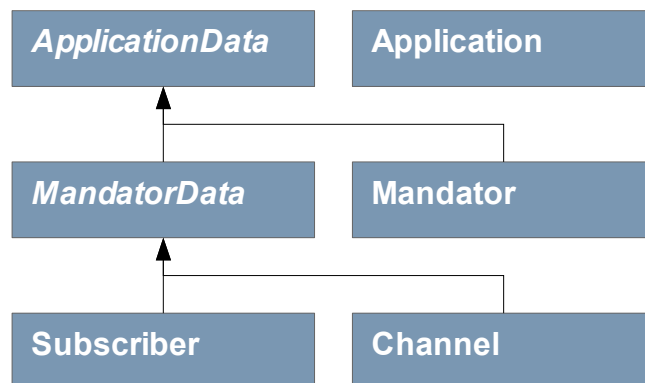 ApplicationData
Application
MandatorData
Mandator
Subscriber
Channel